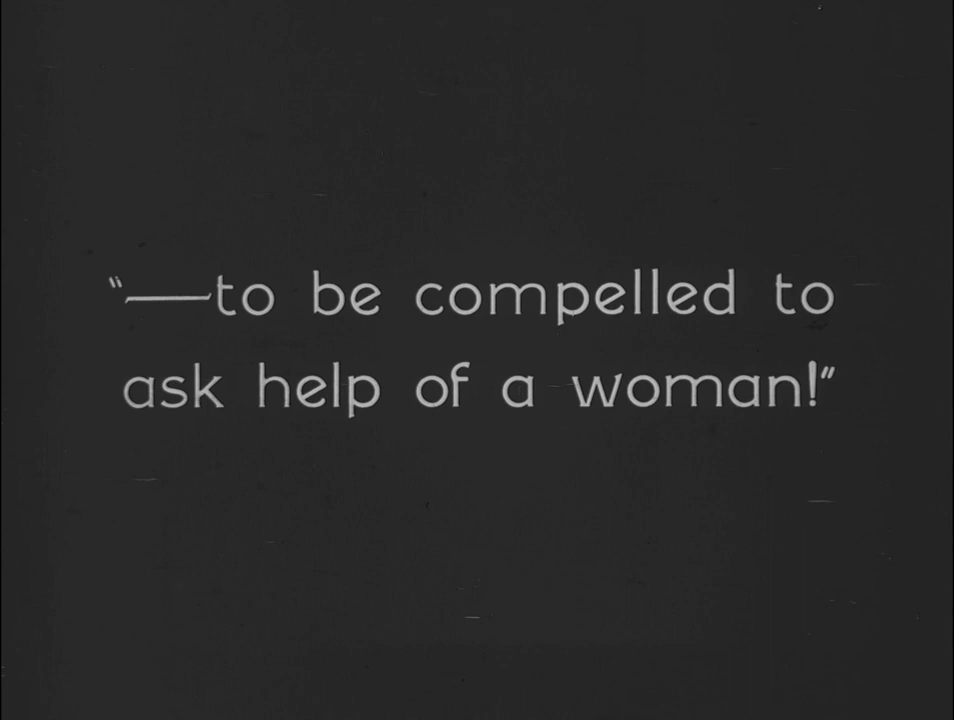 "—to be compelled to
ask help of a woman!"